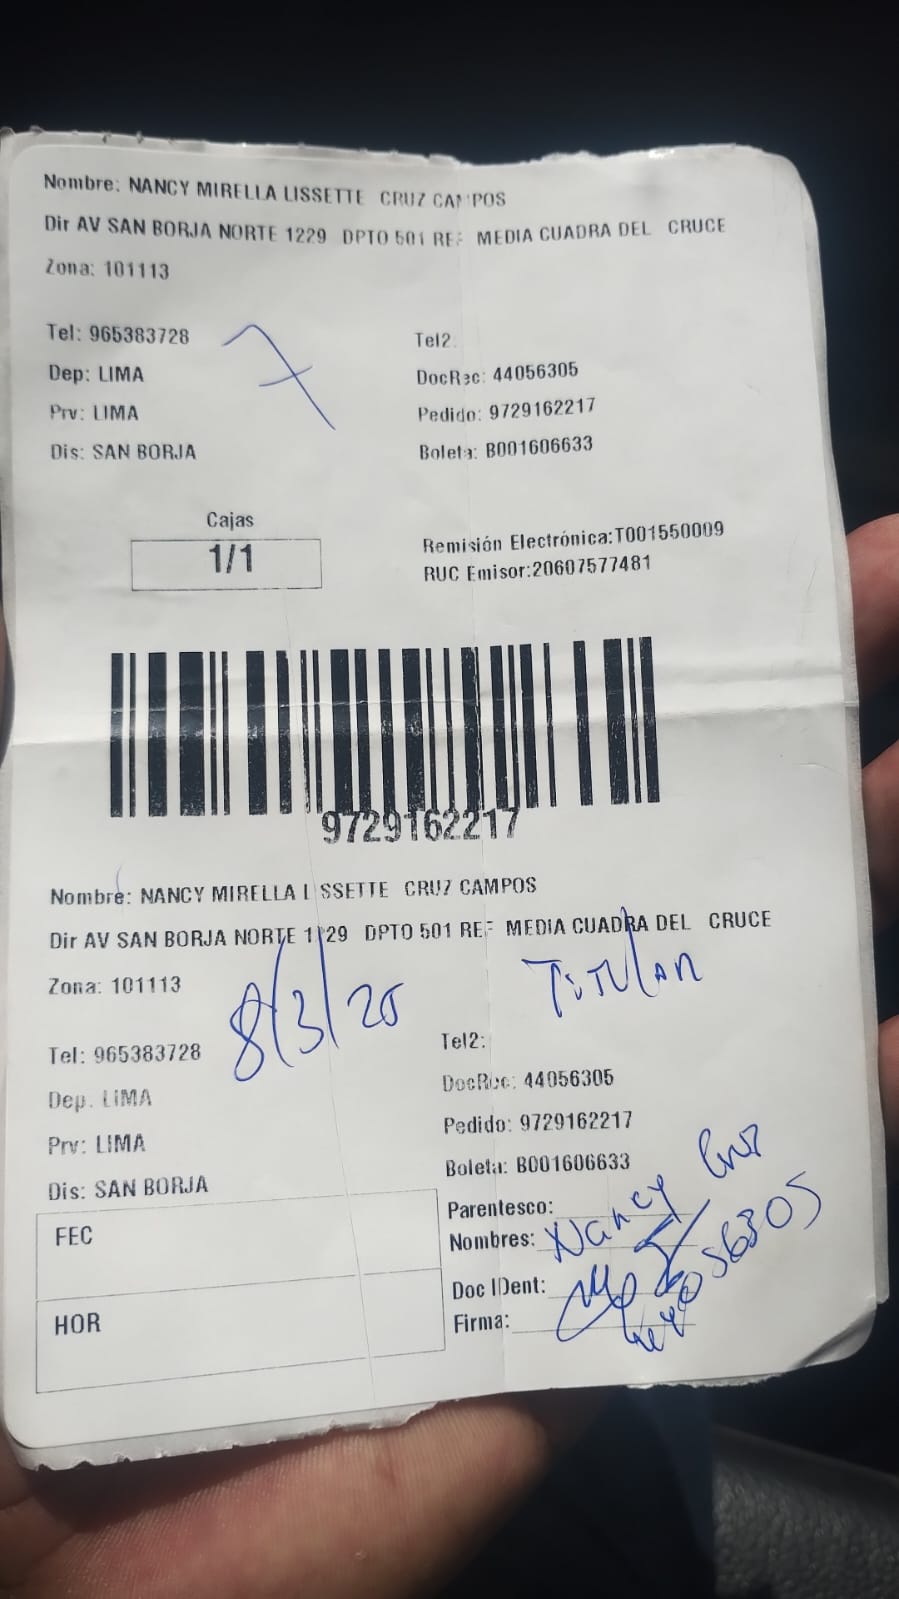 Nombre: NANCY MIRELLA LISSETTE CRUZ CAMPOS
Dir AV SAN BORJA NORTE 1229 DPTO 501 REF MEDIA CUADRA DEL CRUCE
Zona: 101113
Tel: 965383728
Tel2:
Dep: LIMA
DocRec: 44056305
Prv: LIMA
Pedido: 9729162217
Dis: SAN BORJA
Boleta: B001606633
Cajas
1/1
Remisión Electrónica:T001550009
RUC Emisor:20607577481
9729162217
Nombre: NANCY MIRELLA LISSETTE CRUZ CAMPOS
Dir AV SAN BORJA NORTE 1229 DPTO 501 REF MEDIA CUADRA DEL CRUCE
Zona: 101113
8/3/25
TITULAR
Tel: 965383728
Tel2:
Dep: LIMA
DocRec: 44056305
Prv: LIMA
Pedido: 9729162217
Dis: SAN BORJA
Boleta: B001606633
FEC
Parentesco:
Nombres: Nancy Cruz
Doc IDent:
HOR
Firma: